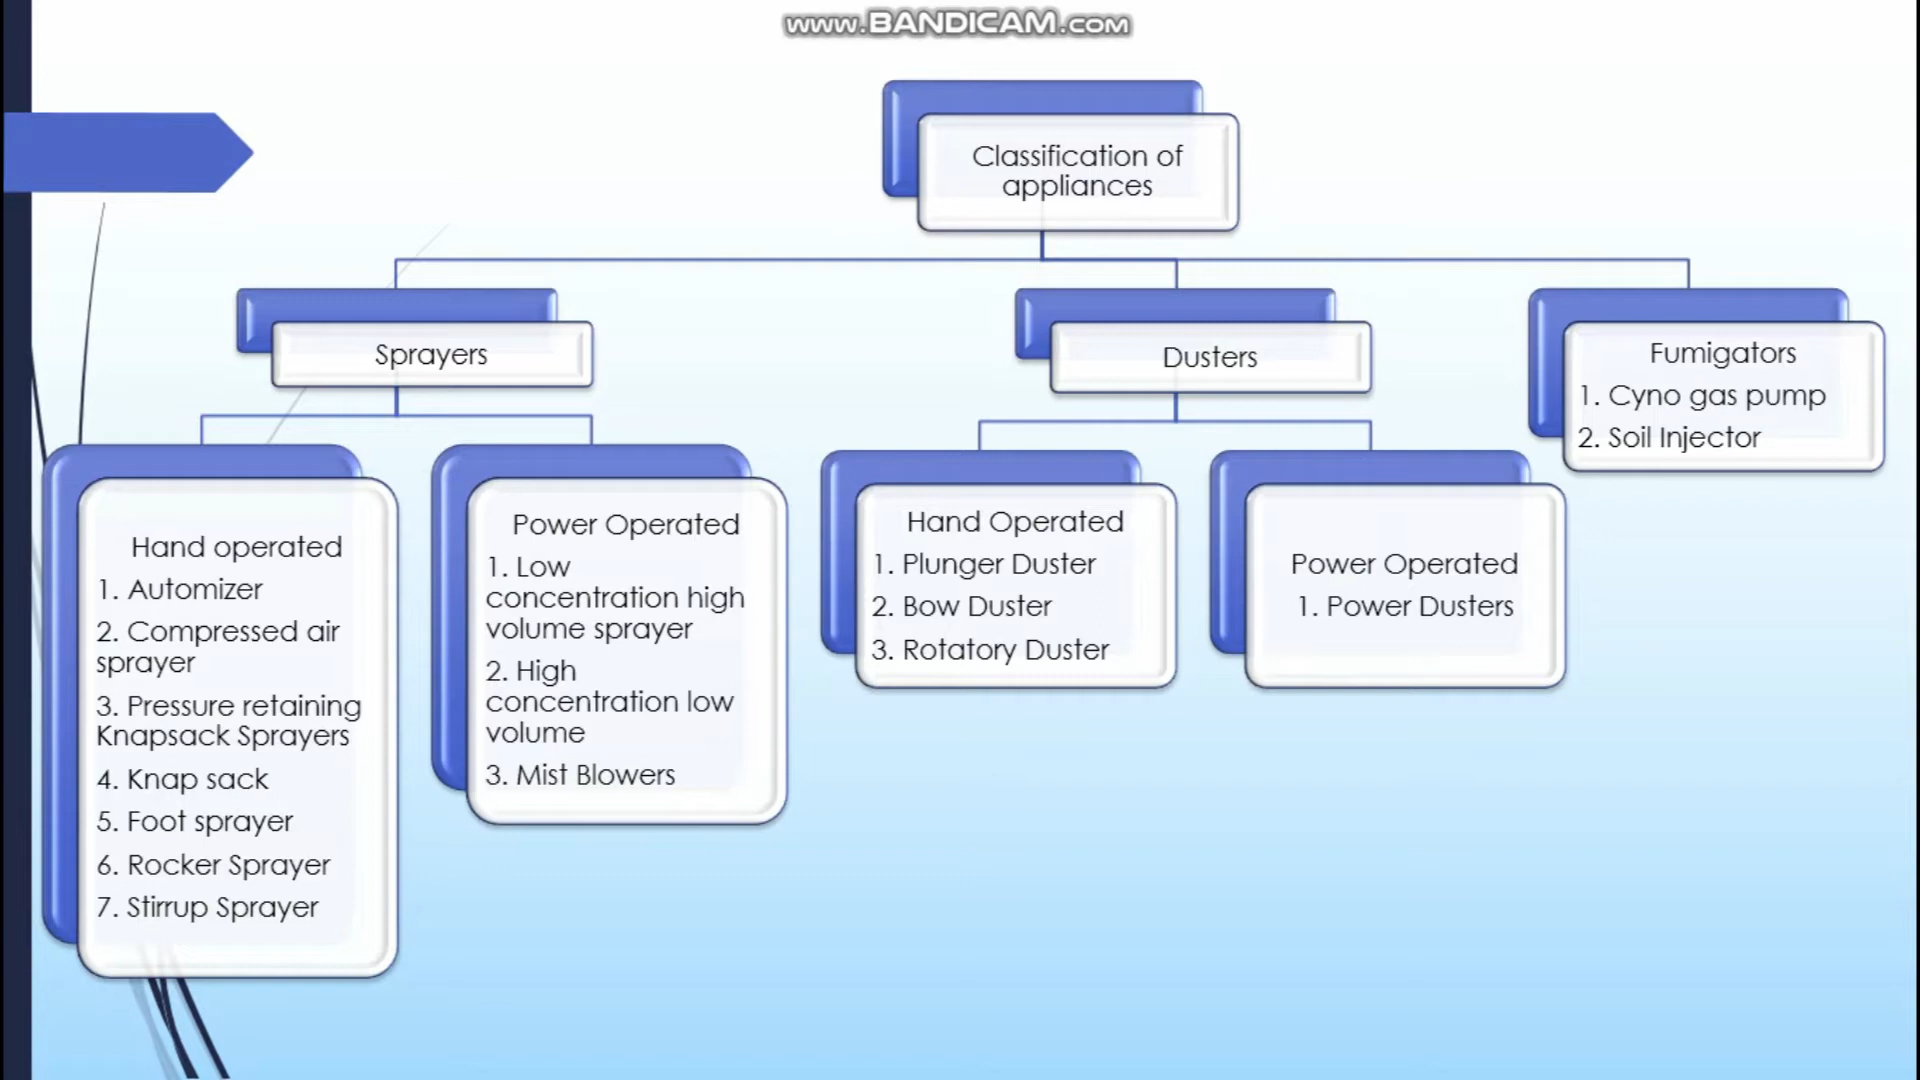 www.BANDICAM.com
Classification of
appliances
Sprayers
Dusters
Fumigators
1. Cyno gas pump
2. Soil Injector
Hand operated
1. Automizer
2. Compressed air
sprayer
3. Pressure retaining
Knapsack Sprayers
4. Knap sack
5. Foot sprayer
6. Rocker Sprayer
7. Stirrup Sprayer
Power Operated
1. Low
concentration high
volume sprayer
2. High
concentration low
volume
3. Mist Blowers
Hand Operated
1. Plunger Duster
2. Bow Duster
3. Rotatory Duster
Power Operated
1. Power Dusters